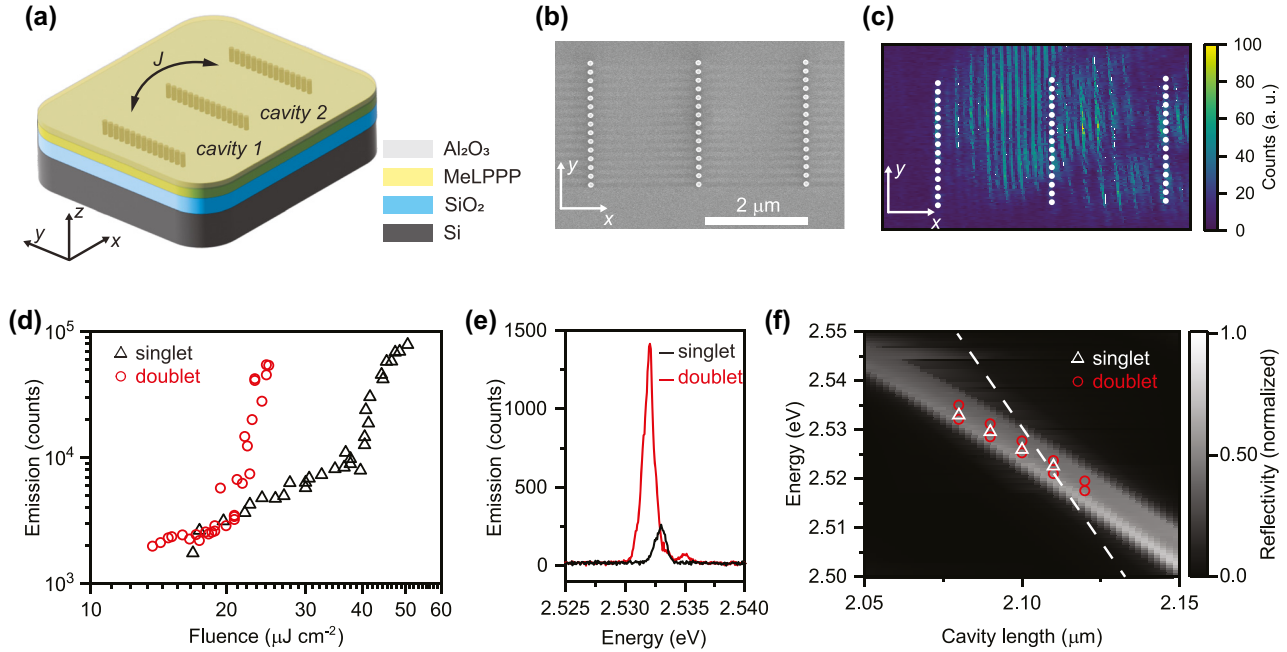 (a)
J
cavity 2
cavity 1
z
y
x
Al₂O₃
MeLPPP
SiO₂
Si
(b)
y
x
2 μm
(c)
y
x
100
80
60
40
20
0
Counts (a. u.)
(d)
singlet
doublet
10⁵
10⁴
10³
Emission (counts)
10 20 30 40 50 60
Fluence (μJ cm⁻²)
(e)
singlet
doublet
1500
1000
500
0
Emission (counts)
2.525 2.530 2.535 2.540
Energy (eV)
(f)
singlet
doublet
2.55
2.54
2.53
2.52
2.51
2.50
Energy (eV)
2.05 2.10 2.15
Cavity length (μm)
1.0
0.50
0.0
Reflectivity (normalized)